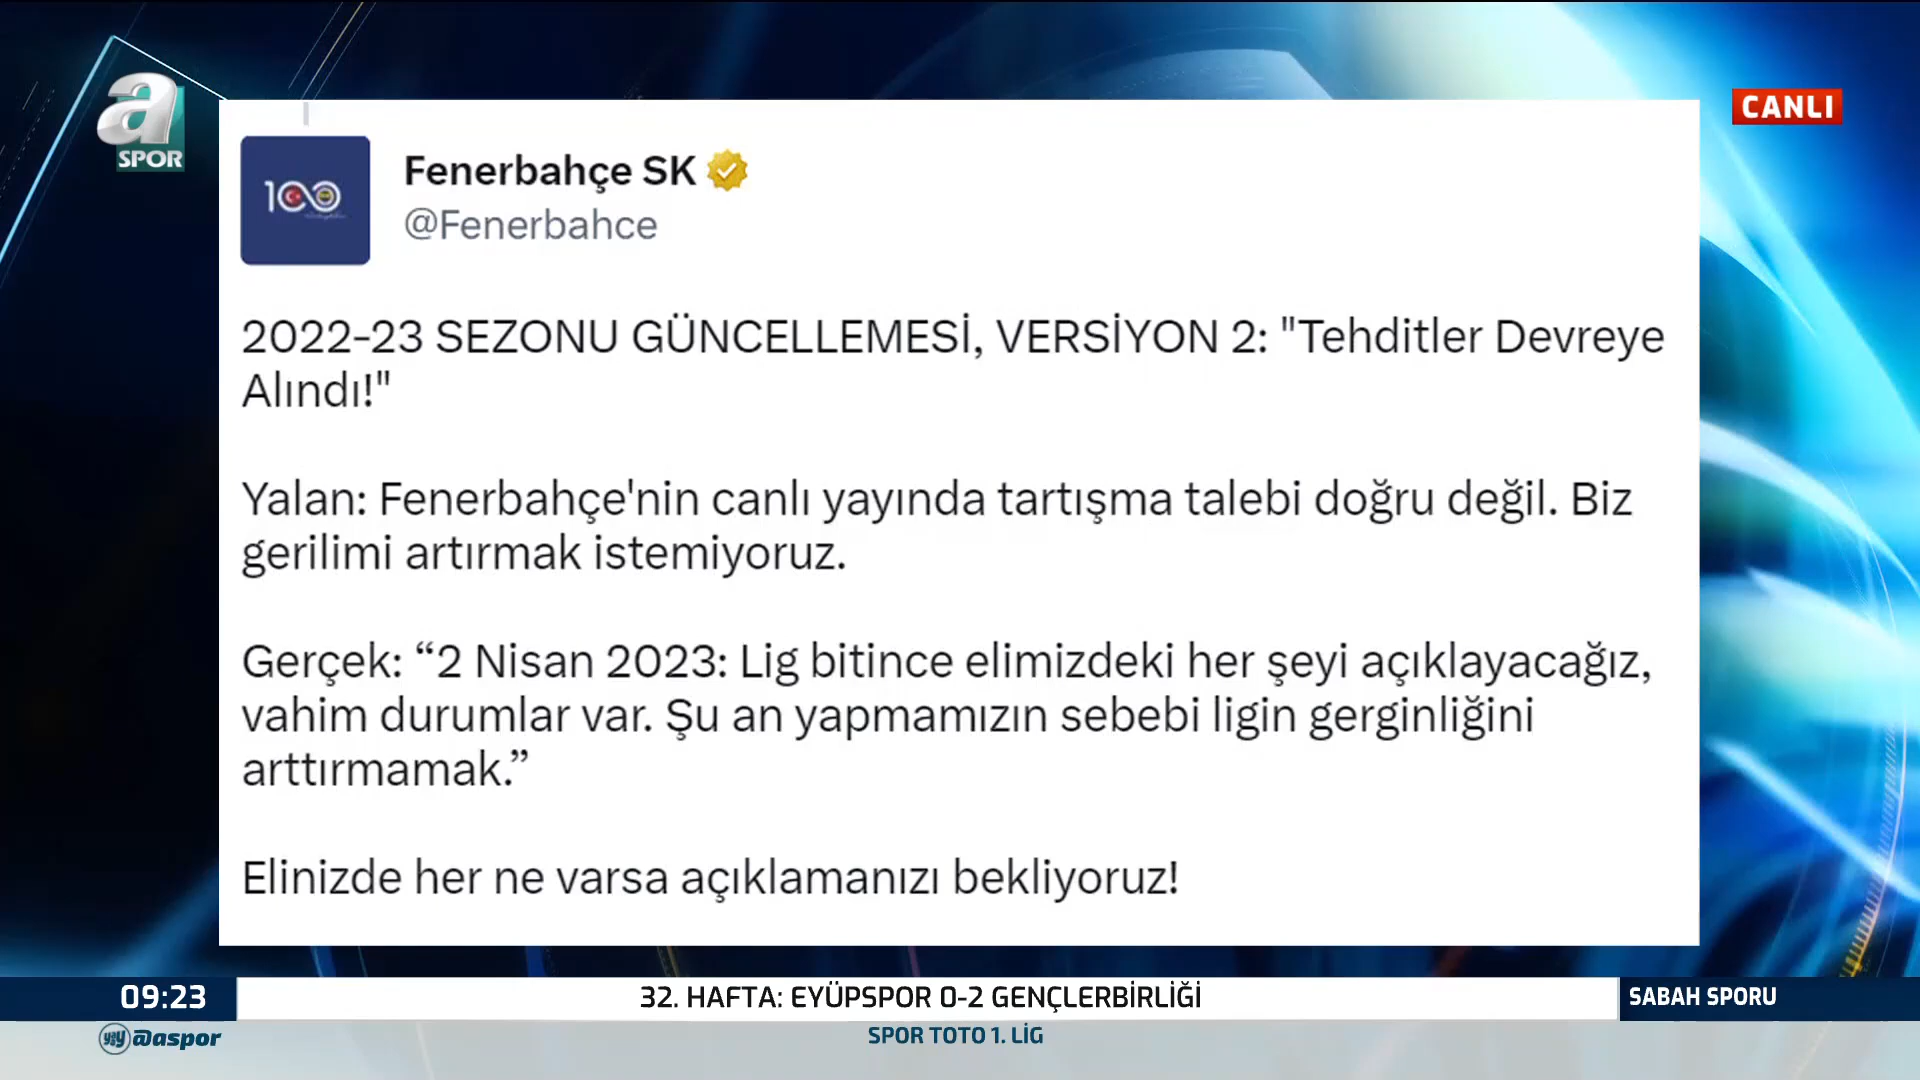 a
SPOR
CANLI
100
Fenerbahçe SK
@Fenerbahce
2022-23 SEZONU GÜNCELLEMESİ, VERSİYON 2: "Tehditler Devreye
Alındı!"
Yalan: Fenerbahçe'nin canlı yayında tartışma talebi doğru değil. Biz
gerilimi artırmak istemiyoruz.
Gerçek: “2 Nisan 2023: Lig bitince elimizdeki her şeyi açıklayacağız,
vahim durumlar var. Şu an yapmamızın sebebi ligin gerginliğini
arttırmamak.”
Elinizde her ne varsa açıklamanızı bekliyoruz!
09:23
32. HAFTA: EYÜPSPOR 0-2 GENÇLERBİRLİĞİ
SABAH SPORU
@aspor
SPOR TOTO 1. LİG